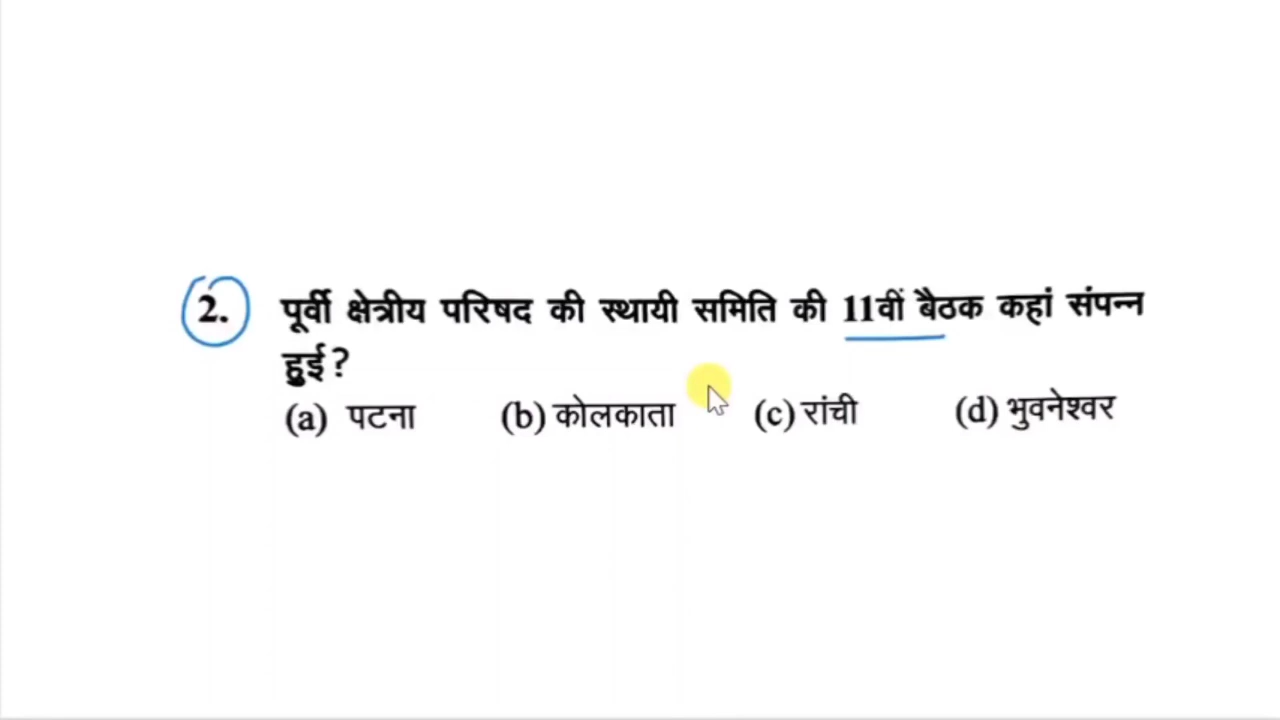 2. पूर्वी क्षेत्रीय परिषद की स्थायी समिति की 11वीं बैठक कहां संपन्न
हुई?
(a) पटना (b) कोलकाता (c) रांची (d) भुवनेश्वर